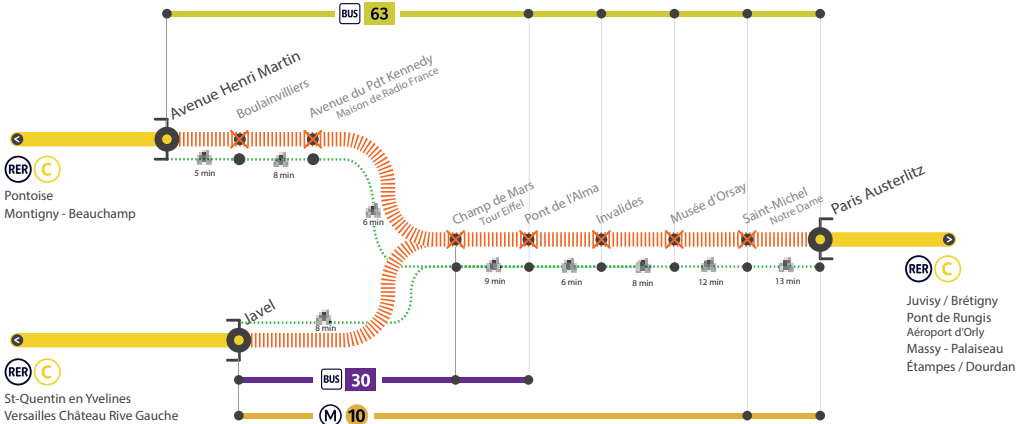 BUS 63
Avenue Henri Martin
Boulainvilliers
Avenue du Pdt Kennedy
Maison de Radio France
<
RER C
Pontoise
Montigny - Beauchamp
5 min
8 min
6 min
Champ de Mars
Tour Eiffel
Pont de l'Alma
Invalides
Musée d'Orsay
Saint-Michel
Notre Dame
Paris Austerlitz
>
9 min
6 min
8 min
12 min
13 min
RER C
Juvisy / Brétigny
Pont de Rungis
Aéroport d'Orly
Massy - Palaiseau
Étampes / Dourdan
Javel
8 min
<
RER C
St-Quentin en Yvelines
Versailles Château Rive Gauche
BUS 30
M 10